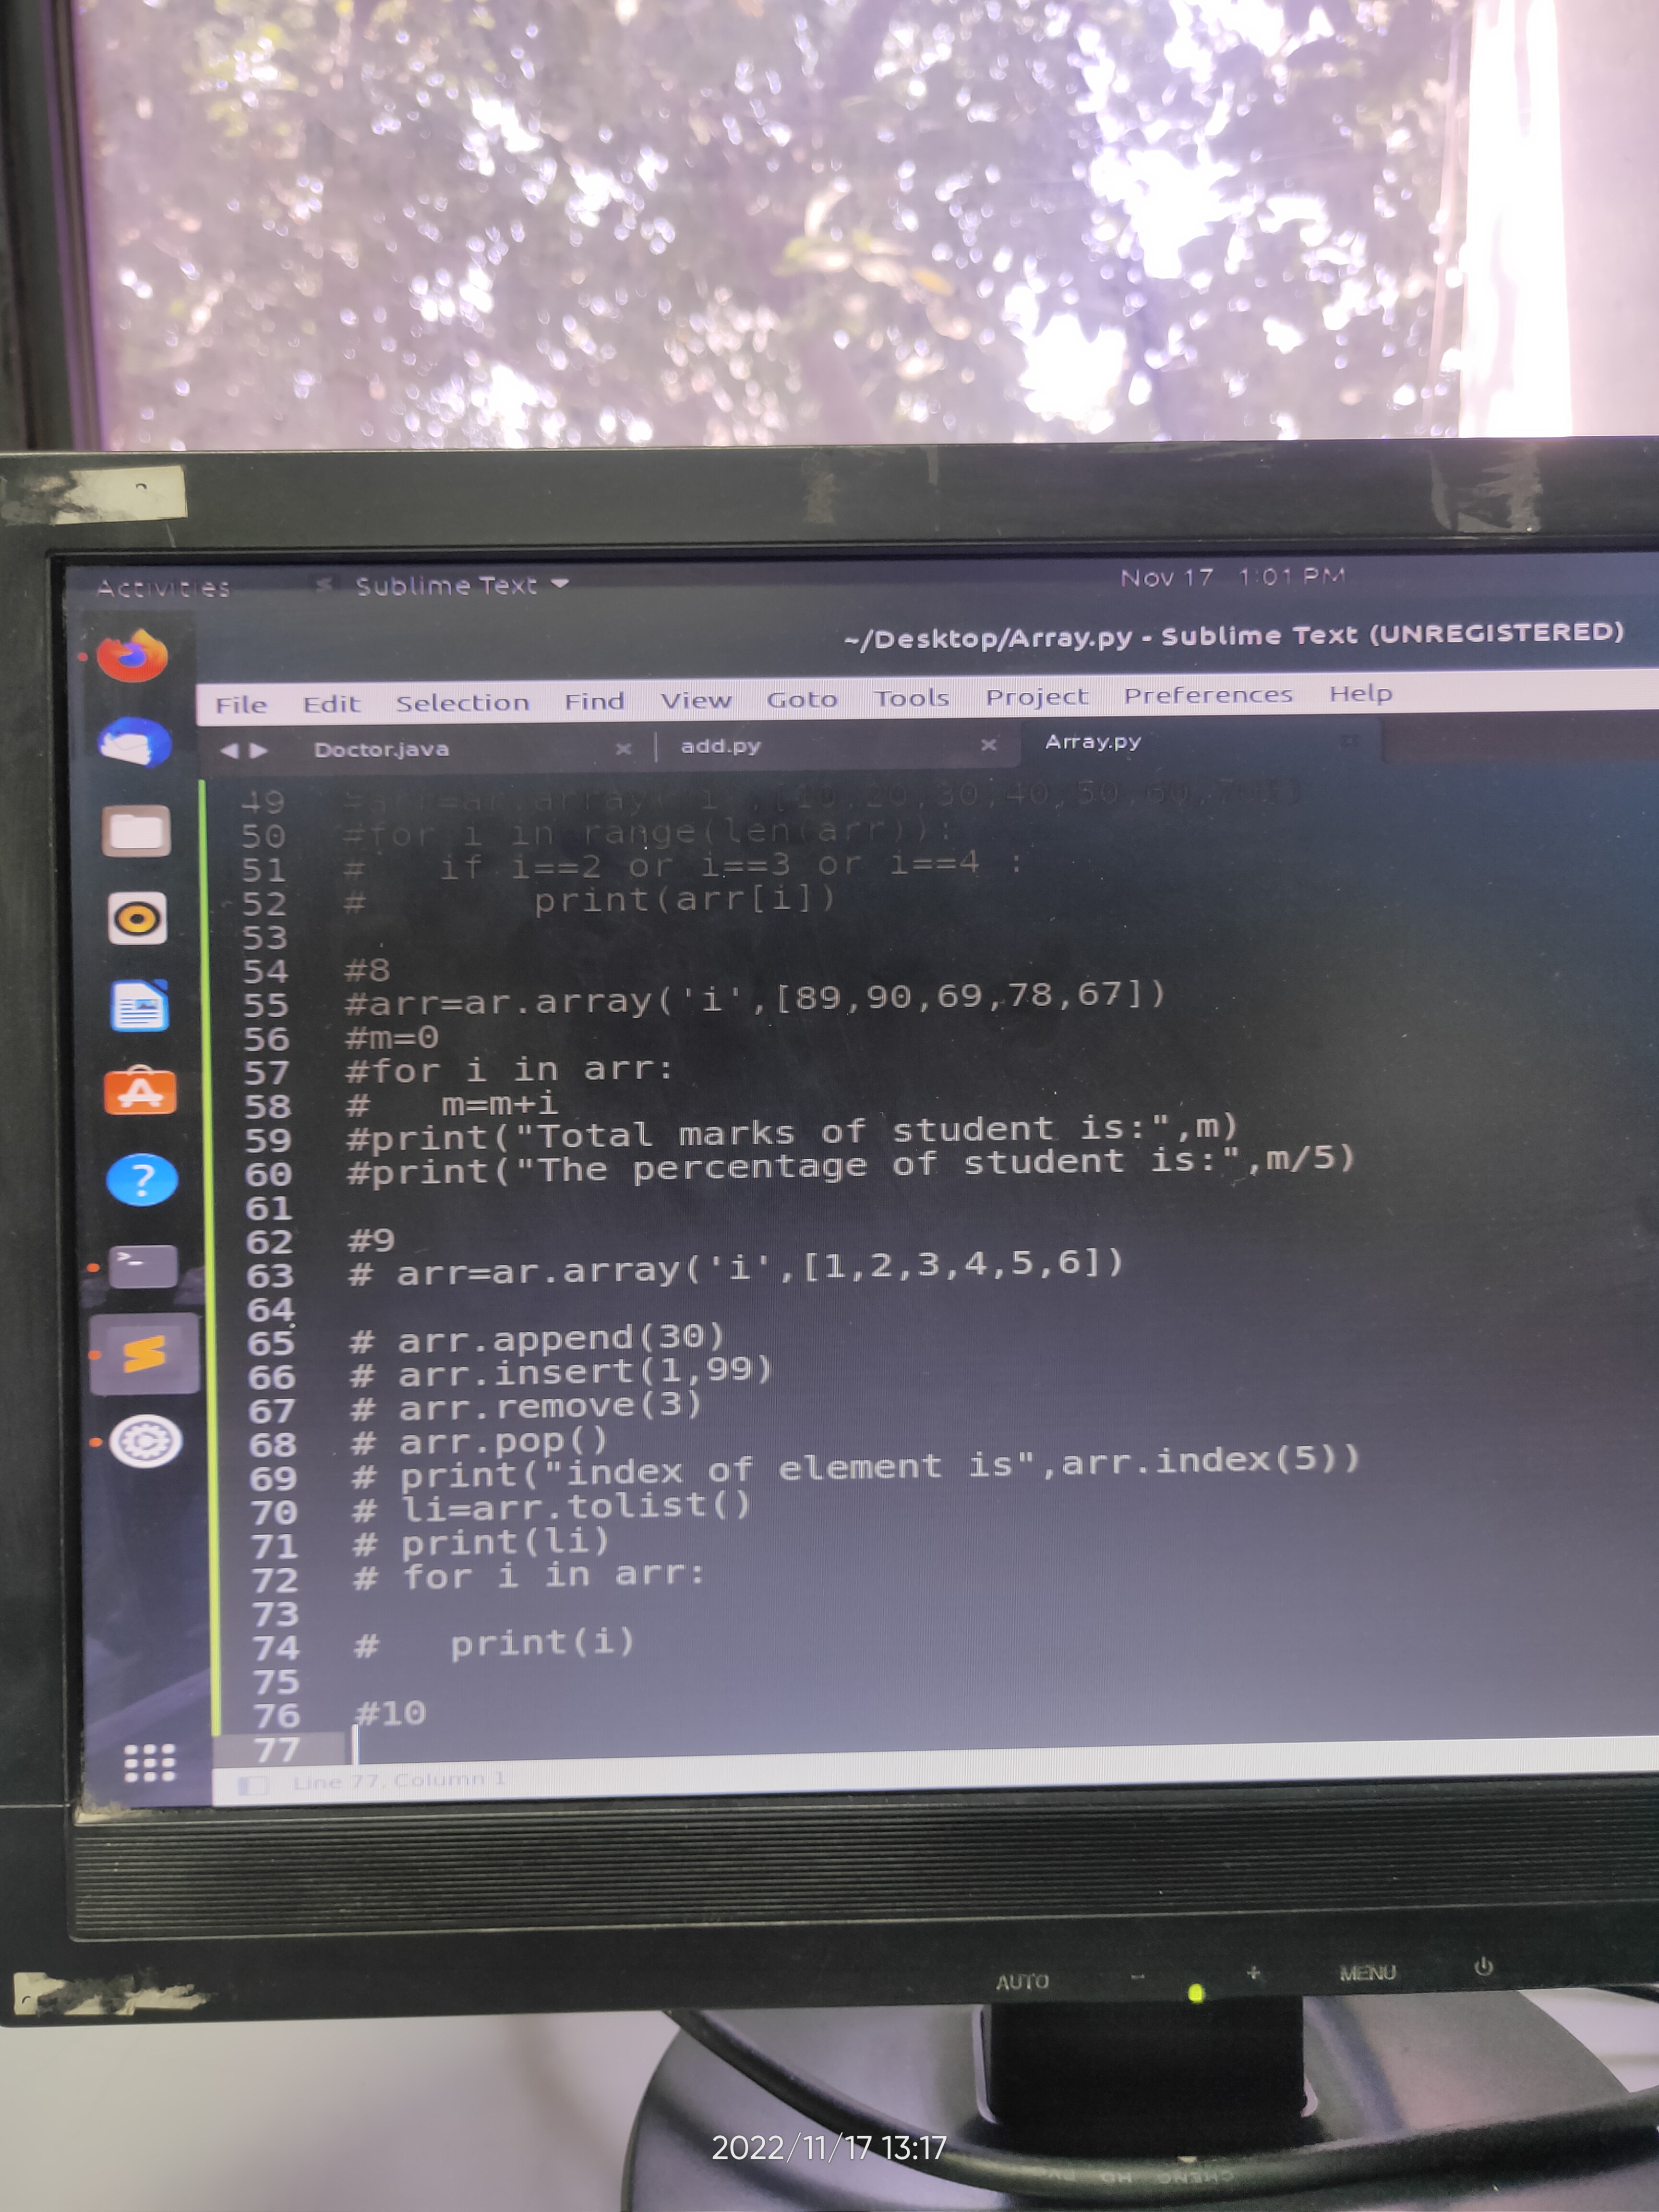 Activities Sublime Text Nov 17 1:01 PM
~/Desktop/Array.py - Sublime Text (UNREGISTERED)
File Edit Selection Find View Goto Tools Project Preferences Help
Doctor.java add.py Array.py
49 #arr=ar.array('i',[10,20,30,40,50,60,70])
50 #for i in range(len(arr)):
51 #   if i==2 or i==3 or i==4 :
52 #       print(arr[i])
53
54 #8
55 #arr=ar.array('i',[89,90,69,78,67])
56 #m=0
57 #for i in arr:
58 #   m=m+i
59 #print("Total marks of student is:",m)
60 #print("The percentage of student is:",m/5)
61
62 #9
63 # arr=ar.array('i',[1,2,3,4,5,6])
64
65 # arr.append(30)
66 # arr.insert(1,99)
67 # arr.remove(3)
68 # arr.pop()
69 # print("index of element is",arr.index(5))
70 # li=arr.tolist()
71 # print(li)
72 # for i in arr:
73
74 #   print(i)
75
76 #10
77
Line 77, Column 1
AUTO - + MENU
2022/11/17 13:17